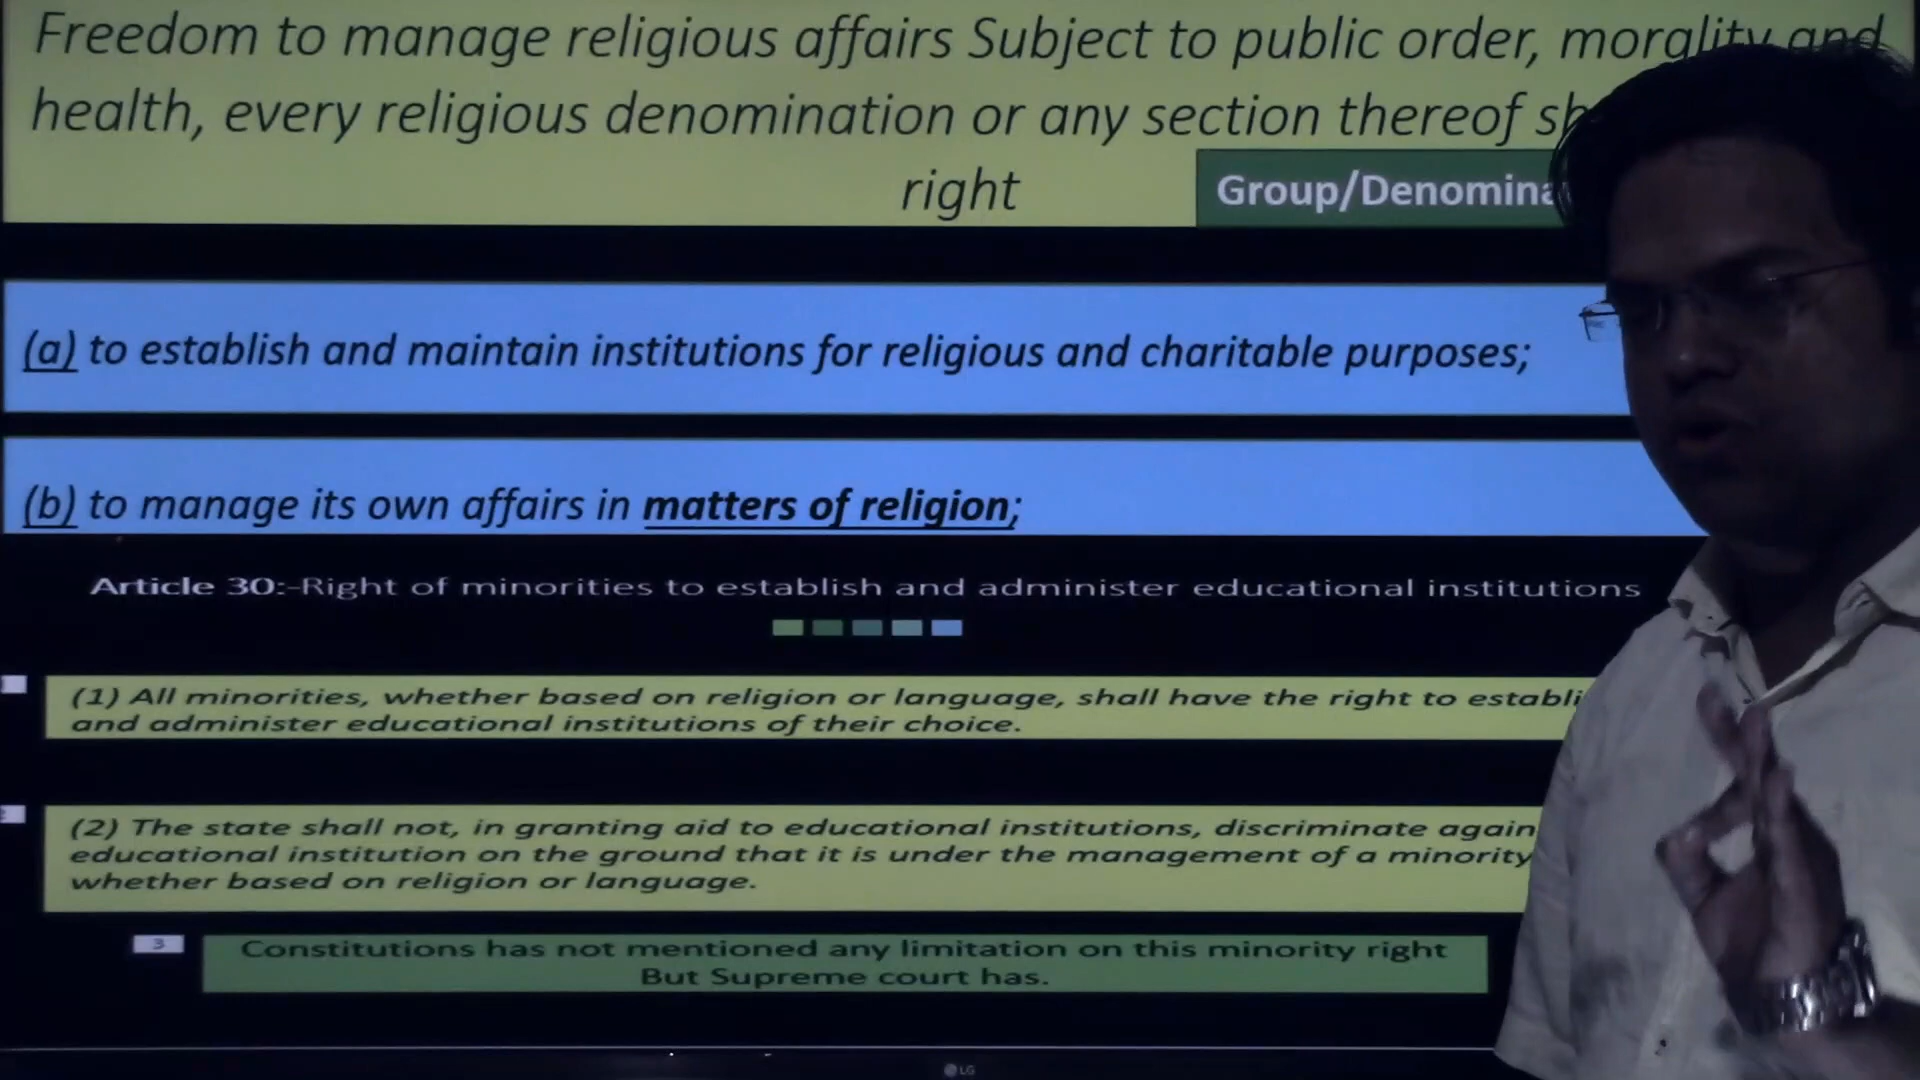 Freedom to manage religious affairs Subject to public order, morality and
health, every religious denomination or any section thereof
right
Group/Denomina
(a) to establish and maintain institutions for religious and charitable purposes;
(b) to manage its own affairs in matters of religion;
Article 30:-Right of minorities to establish and administer educational institutions
(1) All minorities, whether based on religion or language, shall have the right to establi
and administer educational institutions of their choice.
(2) The state shall not, in granting aid to educational institutions, discriminate again
educational institution on the ground that it is under the management of a minority
whether based on religion or language.
3
Constitutions has not mentioned any limitation on this minority right
But Supreme court has.
LG